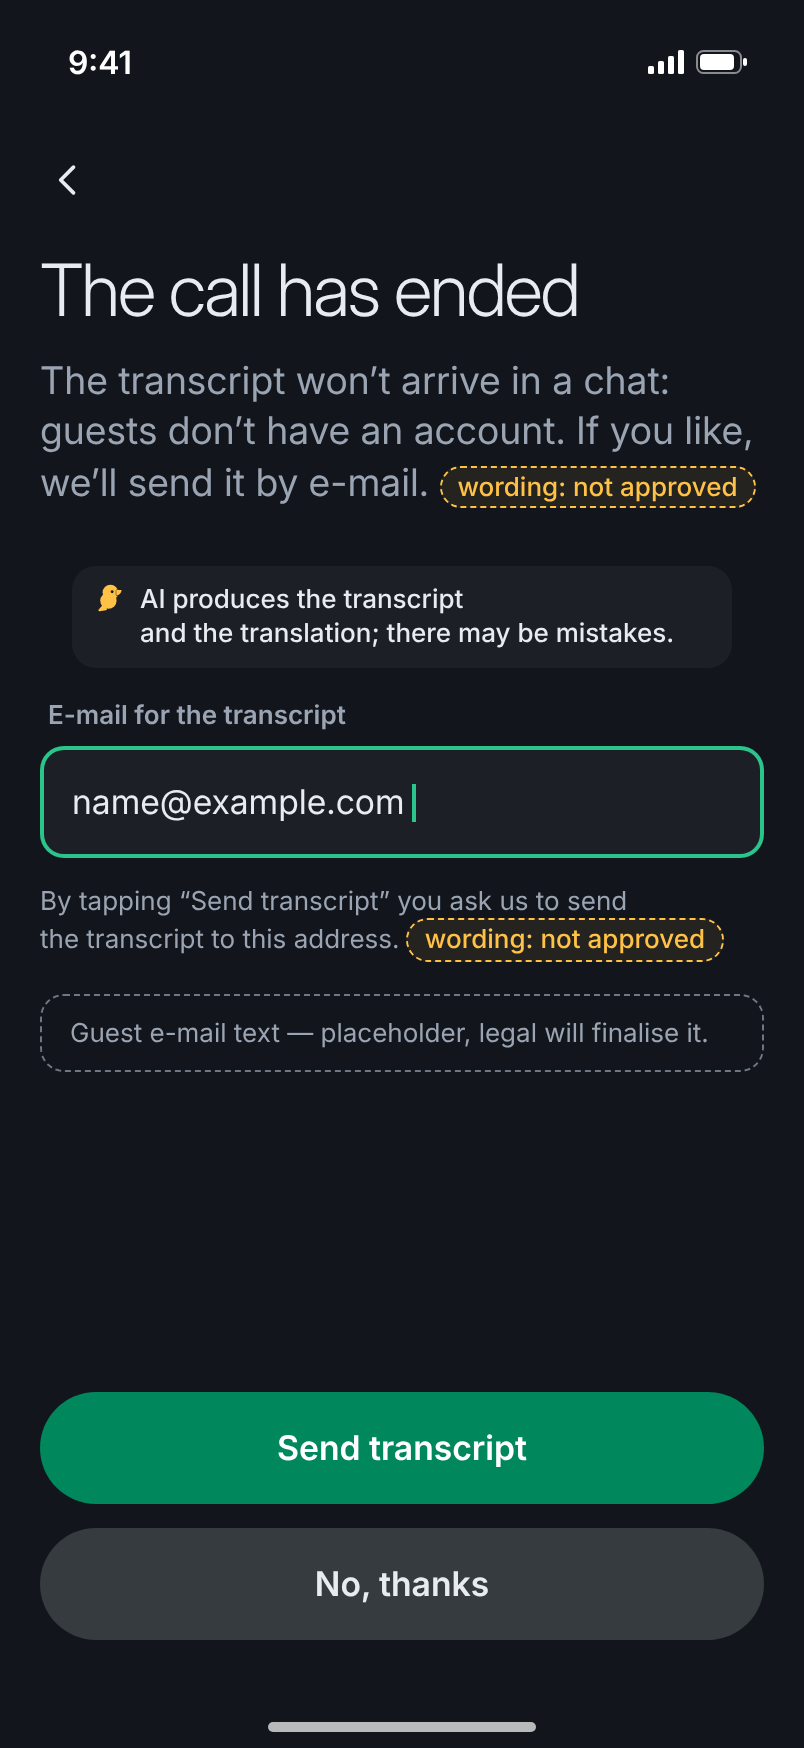 9:41
The call has ended
The transcript won’t arrive in a chat:
guests don’t have an account. If you like,
we’ll send it by e-mail. wording: not approved
AI produces the transcript
and the translation; there may be mistakes.
E-mail for the transcript
name@example.com
By tapping “Send transcript” you ask us to send
the transcript to this address. wording: not approved
Guest e-mail text — placeholder, legal will finalise it.
Send transcript
No, thanks